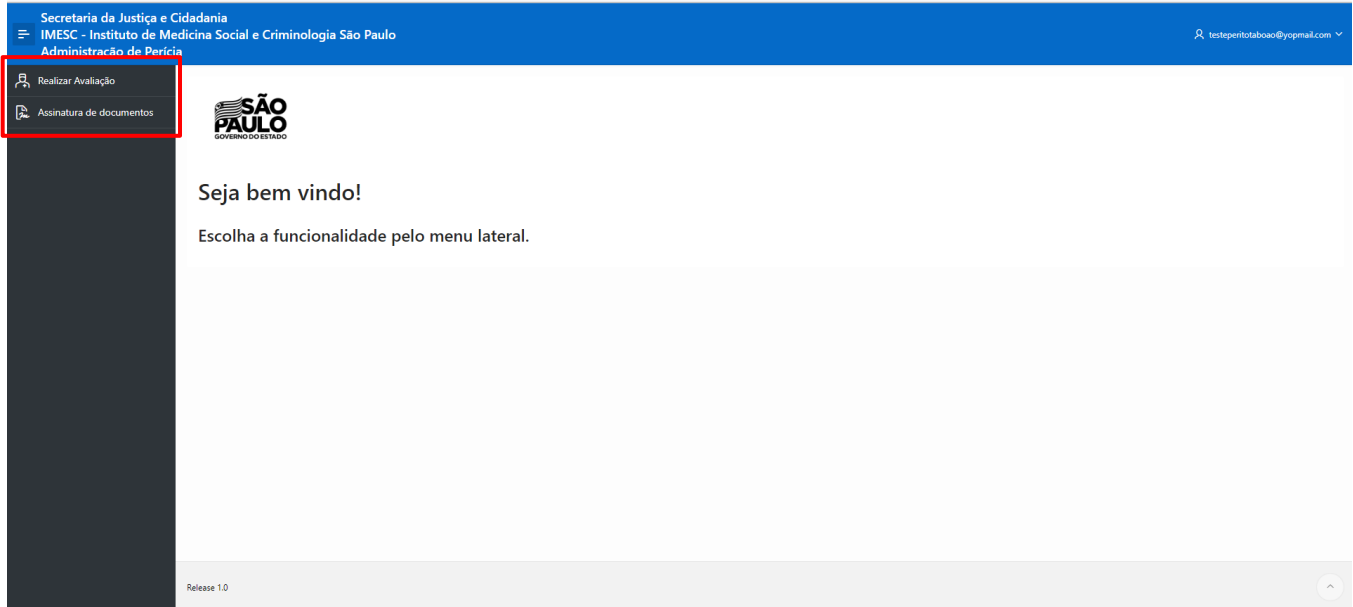 Secretaria da Justiça e Cidadania
IMESC - Instituto de Medicina Social e Criminologia São Paulo
Administração de Perícia
testeperitotaboao@yopmail.com
Realizar Avaliação
Assinatura de documentos
SÃO
PAULO
GOVERNO DO ESTADO
Seja bem vindo!
Escolha a funcionalidade pelo menu lateral.
Release 1.0